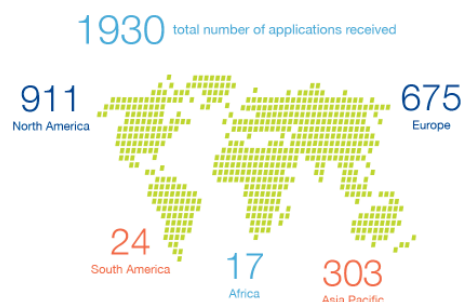 1930 total number of applications received
911
North America
675
Europe
24
South America
17
Africa
303
Asia Pacific